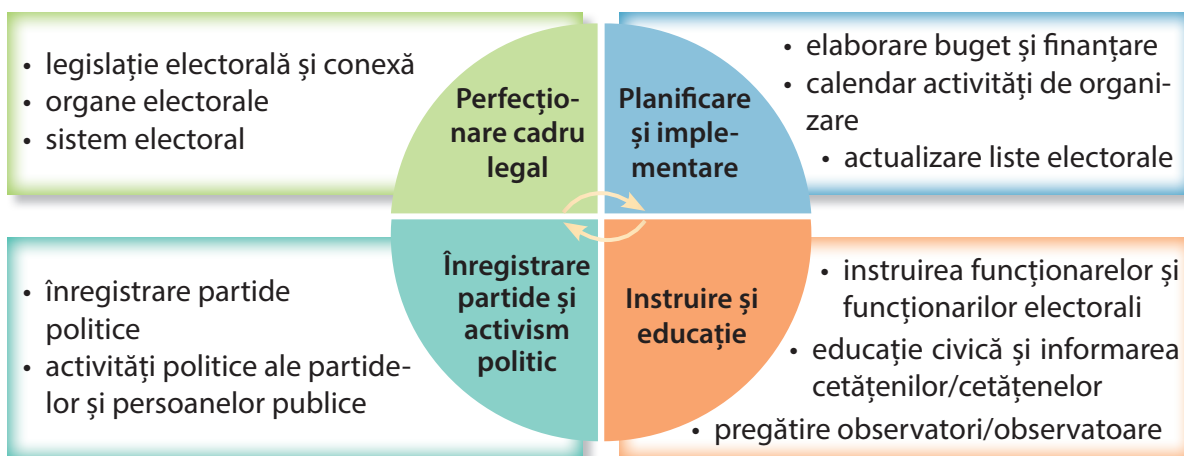 • legislație electorală și conexă
• organe electorale
• sistem electoral
Perfecțio-
nare cadru
legal
Planificare
și imple-
mentare
• elaborare buget și finanțare
• calendar activități de organi-
zare
• actualizare liste electorale
• înregistrare partide
politice
• activități politice ale partide-
lor și persoanelor publice
Înregistrare
partide și
activism
politic
Instruire și
educație
• instruirea funcționarelor și
funcționarilor electorali
• educație civică și informarea
cetățenilor/cetățenelor
• pregătire observatori/observatoare